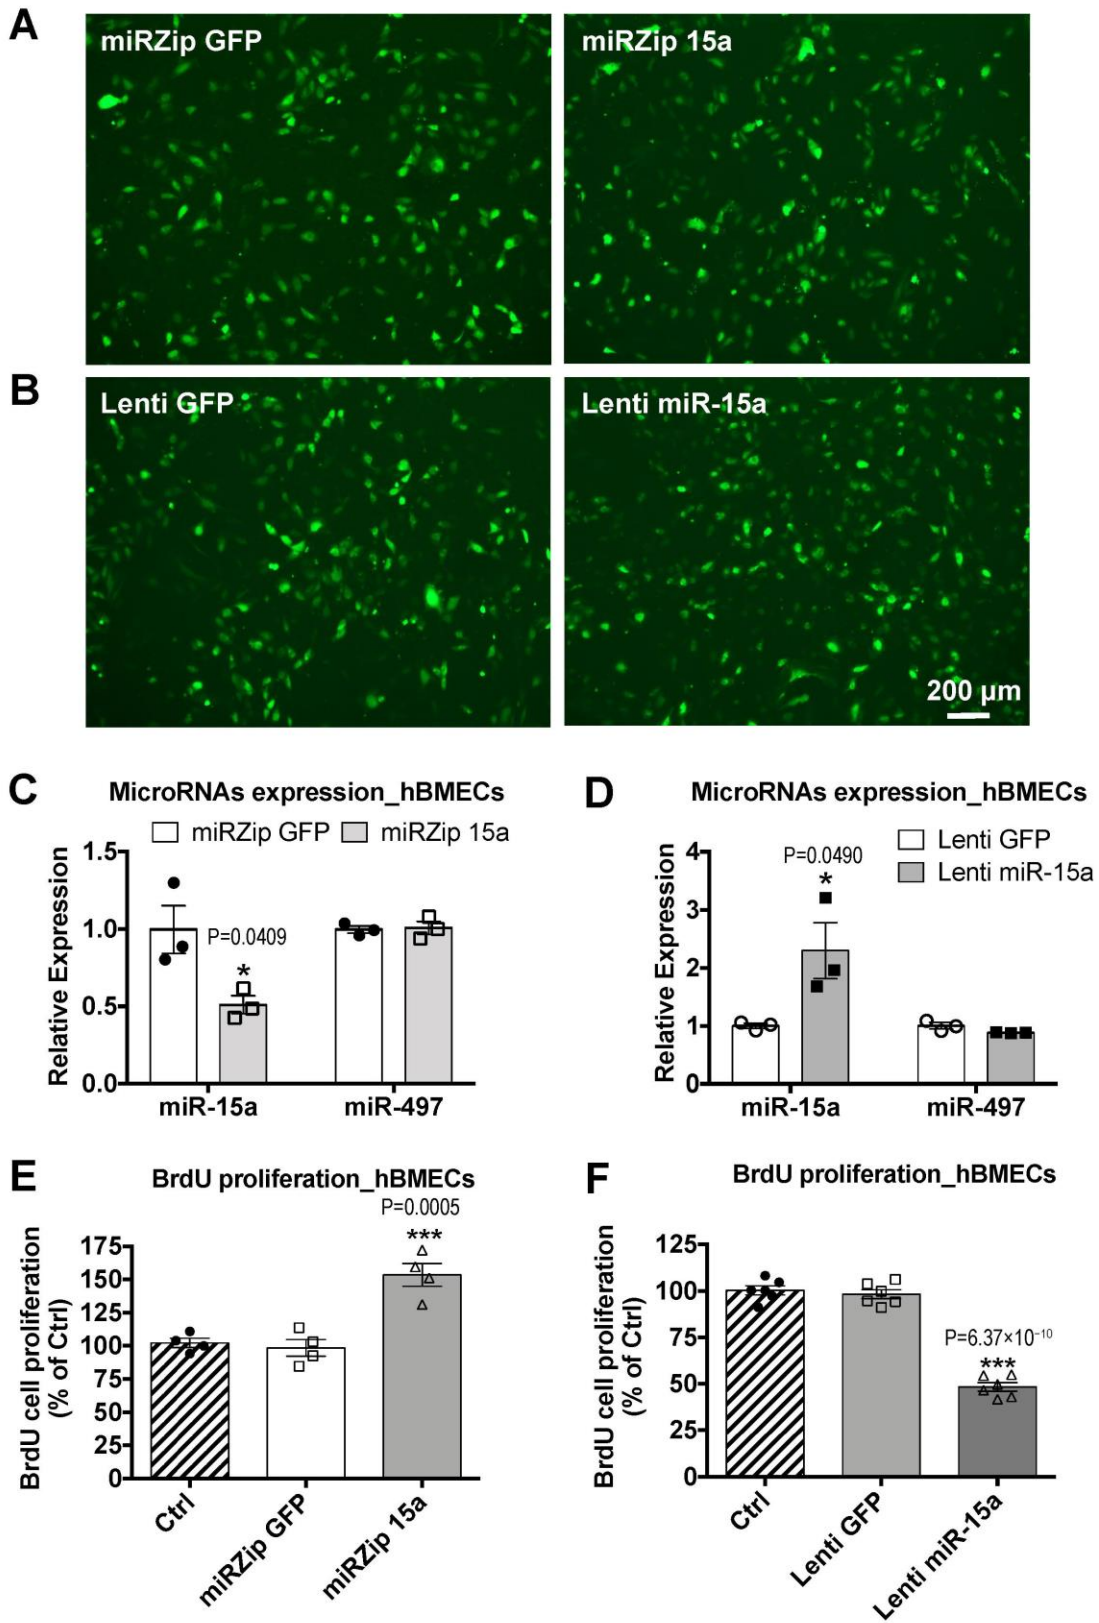 A
miRZip GFP
miRZip 15a
B
Lenti GFP
Lenti miR-15a
200 µm
C
MicroRNAs expression_hBMECs
miRZip GFP
miRZip 15a
Relative Expression
1.5
1.0
0.5
0.0
P=0.0409
*
miR-15a
miR-497
D
MicroRNAs expression_hBMECs
Lenti GFP
Lenti miR-15a
Relative Expression
4
3
2
1
0
P=0.0490
*
miR-15a
miR-497
E
BrdU proliferation_hBMECs
P=0.0005
***
BrdU cell proliferation
(% of Ctrl)
175
150
125
100
75
50
25
0
Ctrl
miRZip GFP
miRZip 15a
F
BrdU proliferation_hBMECs
BrdU cell proliferation
(% of Ctrl)
125
100
75
50
25
0
P=6.37×10⁻¹⁰
***
Ctrl
Lenti GFP
Lenti miR-15a